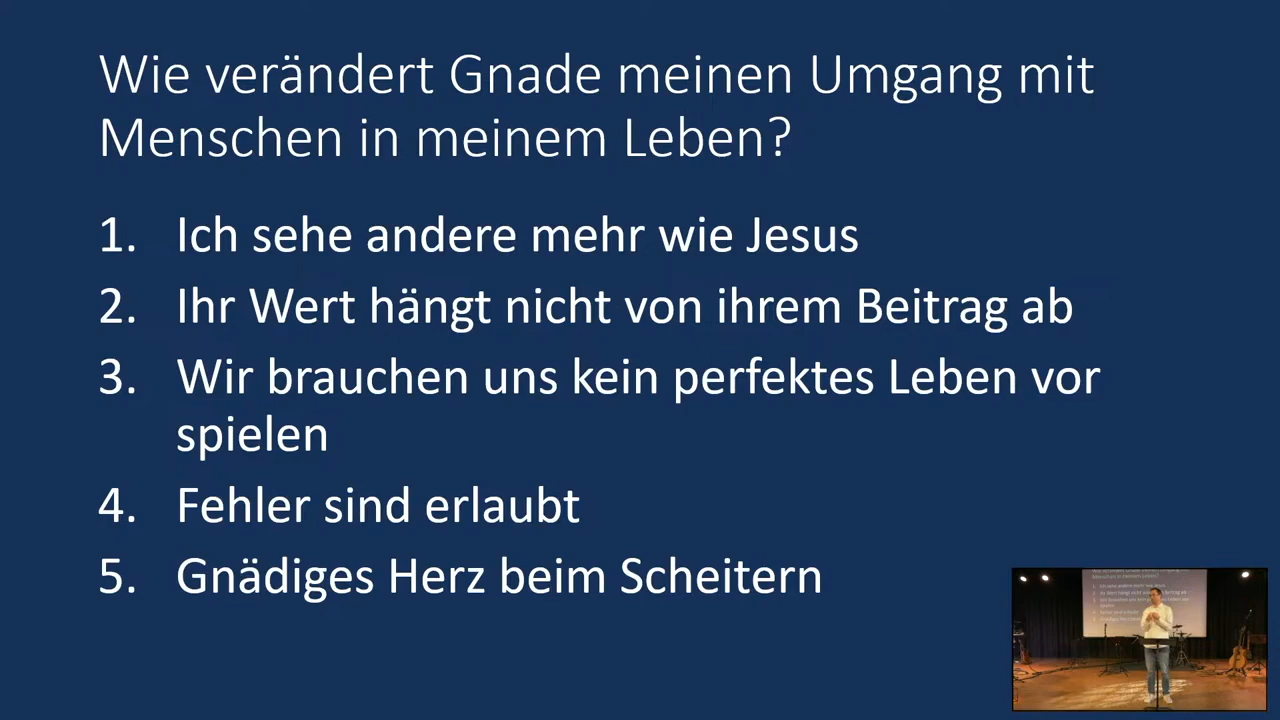 Wie verändert Gnade meinen Umgang mit
Menschen in meinem Leben?
1. Ich sehe andere mehr wie Jesus
2. Ihr Wert hängt nicht von ihrem Beitrag ab
3. Wir brauchen uns kein perfektes Leben vor
spielen
4. Fehler sind erlaubt
5. Gnädiges Herz beim Scheitern